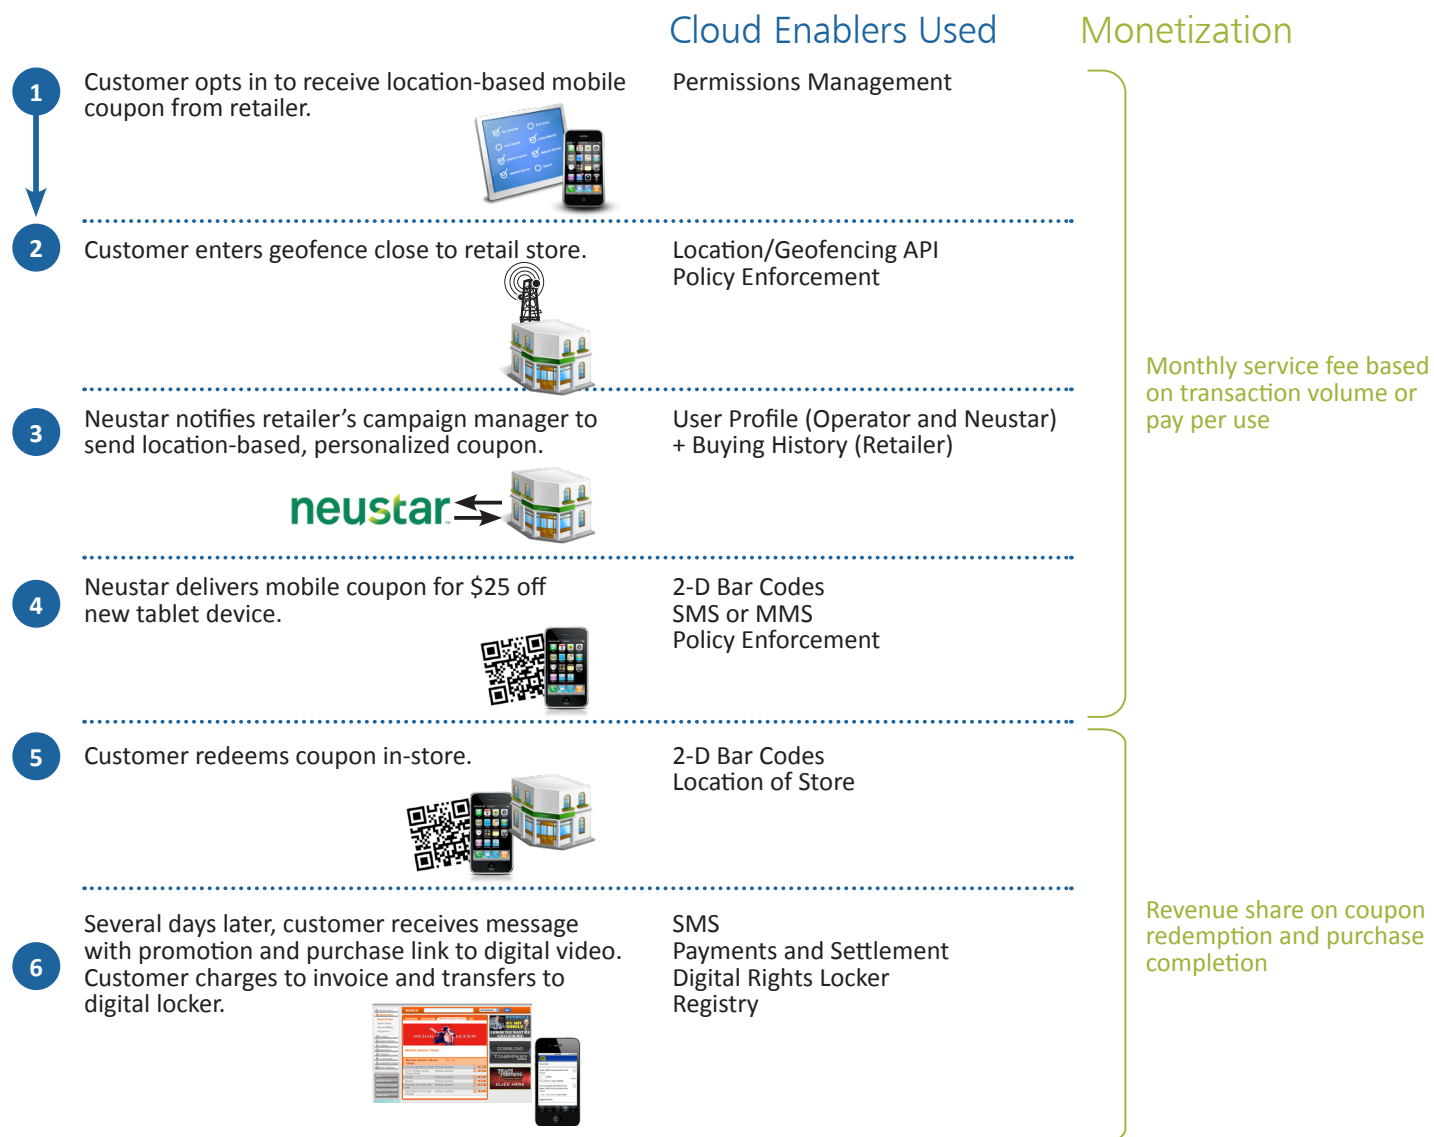 Cloud Enablers Used
Monetization
1
Customer opts in to receive location-based mobile
coupon from retailer.
Permissions Management
2
Customer enters geofence close to retail store.
Location/Geofencing API
Policy Enforcement
3
Neustar notifies retailer's campaign manager to
send location-based, personalized coupon.
neustar
User Profile (Operator and Neustar)
+ Buying History (Retailer)
4
Neustar delivers mobile coupon for $25 off
new tablet device.
2-D Bar Codes
SMS or MMS
Policy Enforcement
Monthly service fee based
on transaction volume or
pay per use
5
Customer redeems coupon in-store.
2-D Bar Codes
Location of Store
6
Several days later, customer receives message
with promotion and purchase link to digital video.
Customer charges to invoice and transfers to
digital locker.
SEARCH
MICHAEL JACKSON
DOWNLOAD
CLICK HERE
SMS
Payments and Settlement
Digital Rights Locker
Registry
Revenue share on coupon
redemption and purchase
completion